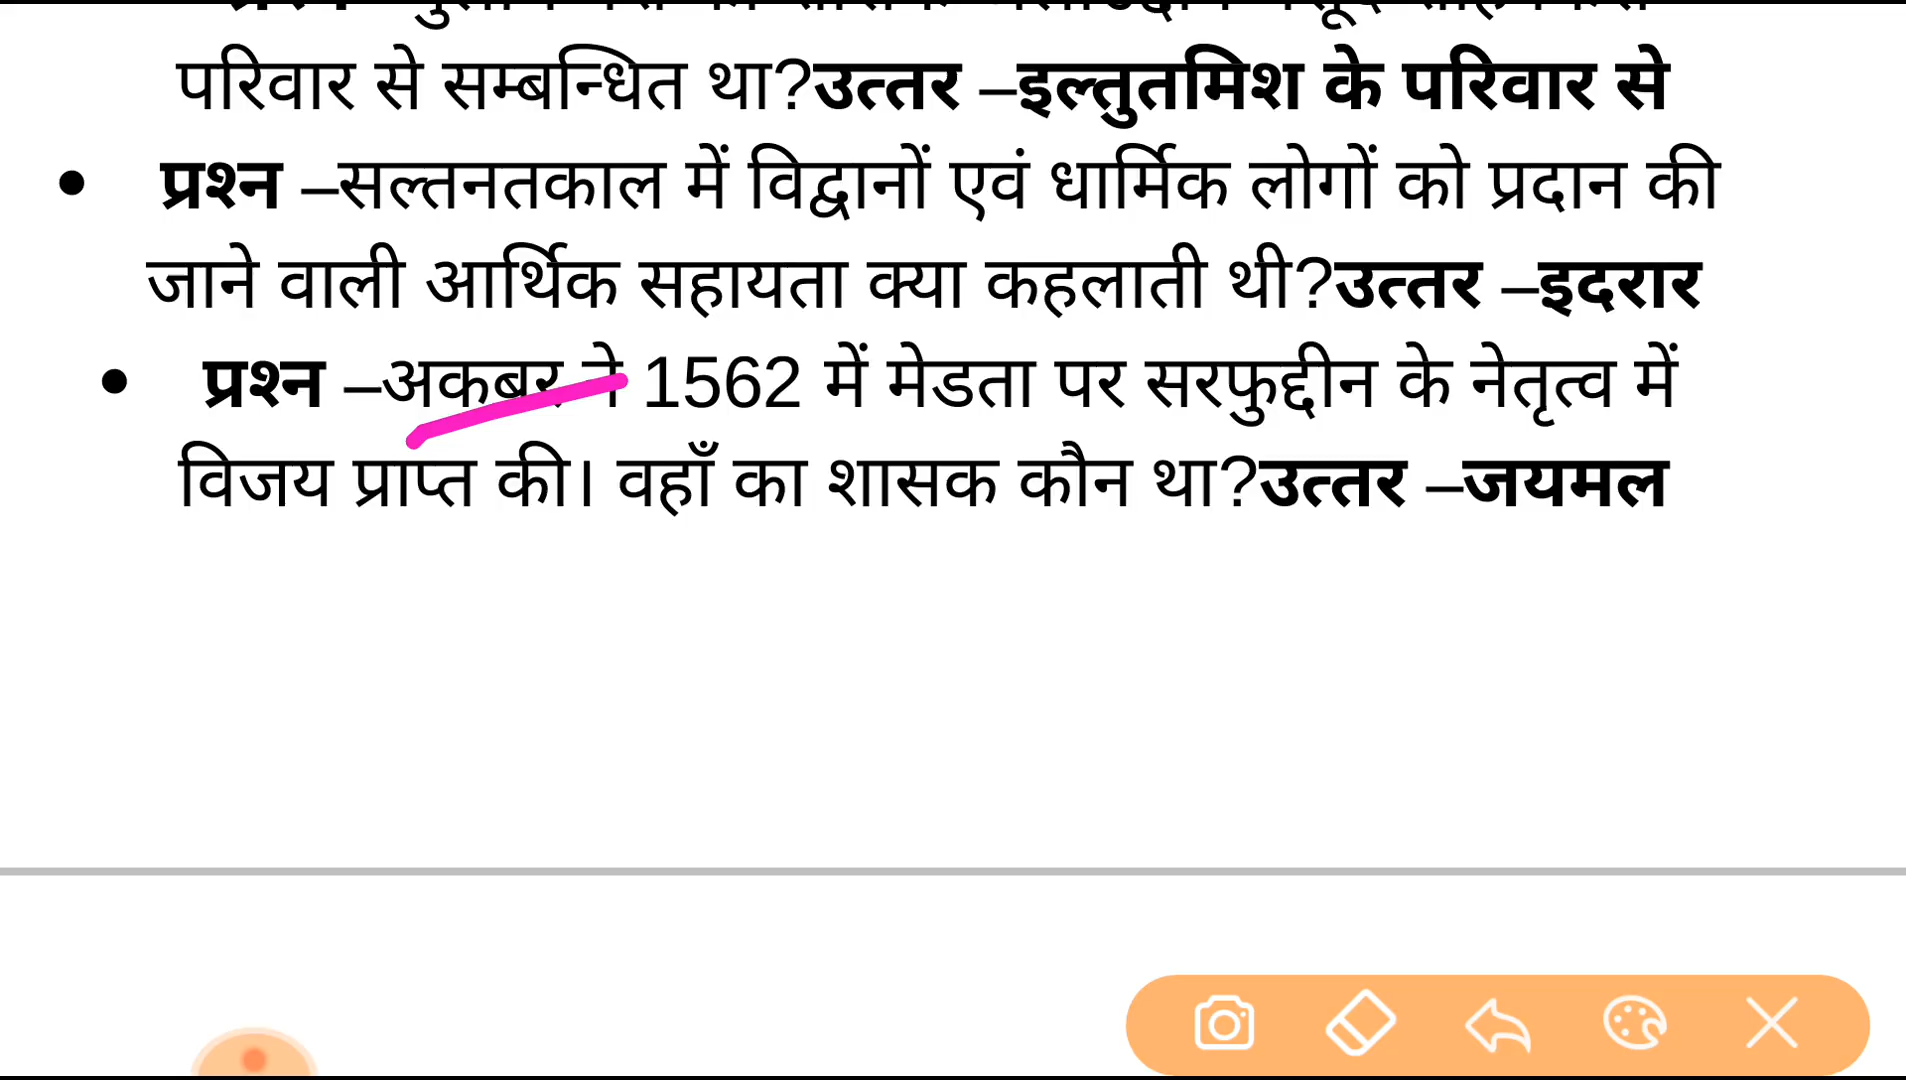 परिवार से सम्बन्धित था?उत्तर –इल्तुतमिश के परिवार से
• प्रश्न –सल्तनतकाल में विद्वानों एवं धार्मिक लोगों को प्रदान की
जाने वाली आर्थिक सहायता क्या कहलाती थी?उत्तर –इदरार
• प्रश्न –अकबर ने 1562 में मेडता पर सरफुद्दीन के नेतृत्व में
विजय प्राप्त की। वहाँ का शासक कौन था?उत्तर –जयमल